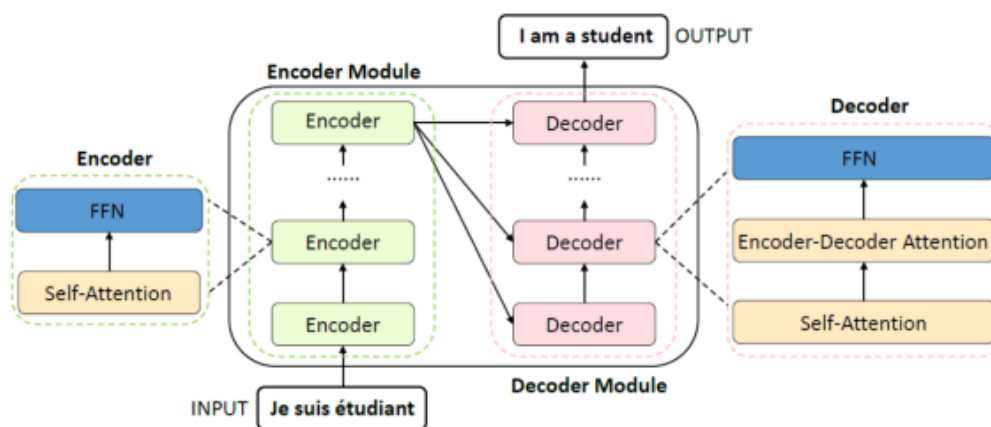 I am a student OUTPUT
Encoder Module
Encoder
Decoder
Decoder
Encoder
......
......
FFN
FFN
Encoder
Decoder
Encoder-Decoder Attention
Self-Attention
Encoder
Decoder
Self-Attention
Decoder Module
INPUT Je suis étudiant